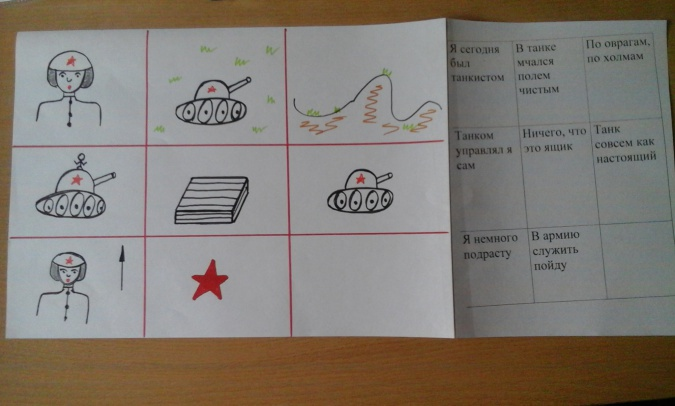 Я сегодня
был
танкистом
В танке
мчался
полем
чистым
По оврагам,
по холмам
Танком
управлял я
сам
Ничего, что
это ящик
Танк
совсем как
настоящий
Я немного
подрасту
В армию
служить
пойду